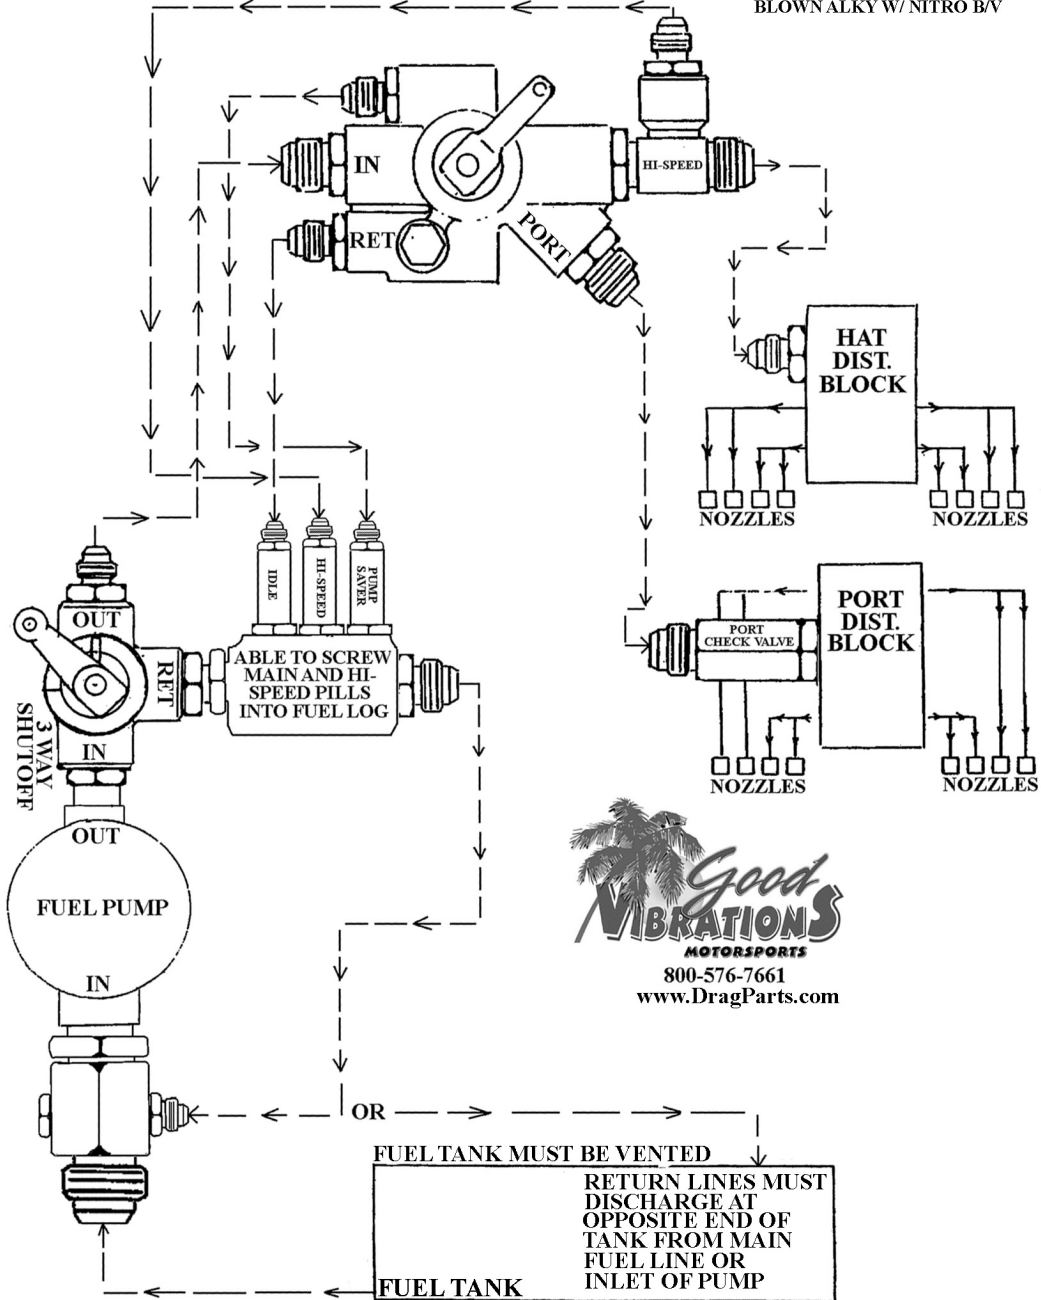 BLOWN ALKY W/ NITRO B/V
IN
HI-SPEED
RET
PORT
HAT
DIST.
BLOCK
NOZZLES
NOZZLES
IDLE
HI-SPEED
PUMP
SAVER
OUT
RET
IN
3 WAY
SHUTOFF
ABLE TO SCREW
MAIN AND HI-
SPEED PILLS
INTO FUEL LOG
PORT
CHECK VALVE
PORT
DIST.
BLOCK
NOZZLES
NOZZLES
OUT
FUEL PUMP
IN
Good
VIBRATIONS
MOTORSPORTS
800-576-7661
www.DragParts.com
OR
FUEL TANK MUST BE VENTED
RETURN LINES MUST
DISCHARGE AT
OPPOSITE END OF
TANK FROM MAIN
FUEL LINE OR
INLET OF PUMP
FUEL TANK